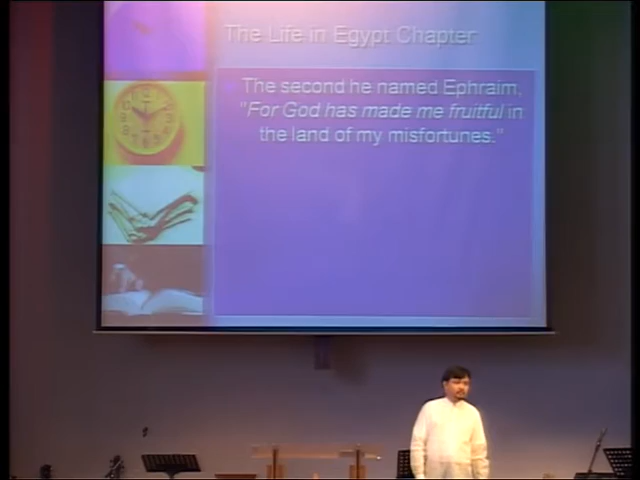 The Life in Egypt Chapter
The second he named Ephraim,
"For God has made me fruitful in
the land of my misfortunes."